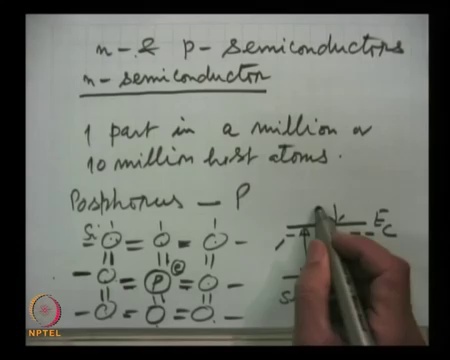 n- & p- semiconductors
n- semiconductor
1 part in a million or
10 million host atoms.
Posphorus — P
Si
P e
E_C
S
NPTEL